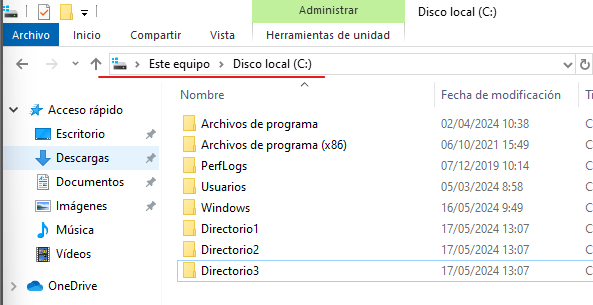 Administrar
Disco local (C:)
Archivo Inicio Compartir Vista Herramientas de unidad
Este equipo > Disco local (C:)
Nombre Fecha de modificación
Acceso rápido
Escritorio
Descargas
Documentos
Imágenes
Música
Vídeos
OneDrive
Archivos de programa 02/04/2024 10:38 C
Archivos de programa (x86) 06/10/2021 15:49 C
PerfLogs 07/12/2019 10:14 C
Usuarios 05/03/2024 8:58 C
Windows 16/05/2024 9:49 C
Directorio1 17/05/2024 13:07 C
Directorio2 17/05/2024 13:07 C
Directorio3 17/05/2024 13:07 C